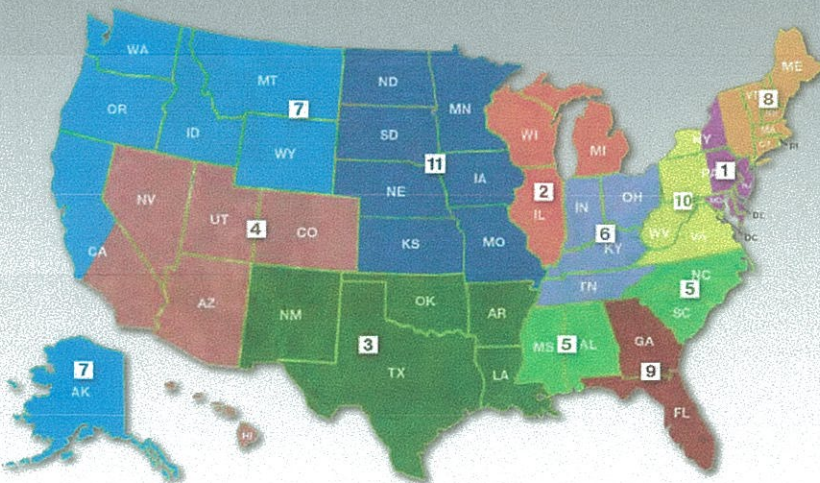 WA
MT
ND
MN
ME
OR
7
VT
8
ID
SD
WI
NY
MA
WY
MI
CT
RI
11
IA
PA
1
NE
2
OH
NV
IL
IN
10
MD
DE
UT
4
CO
6
WV
VA
DC
KS
MO
KY
CA
NC
TN
5
AZ
NM
OK
AR
SC
3
MS
5
AL
GA
7
TX
LA
9
AK
FL
HI